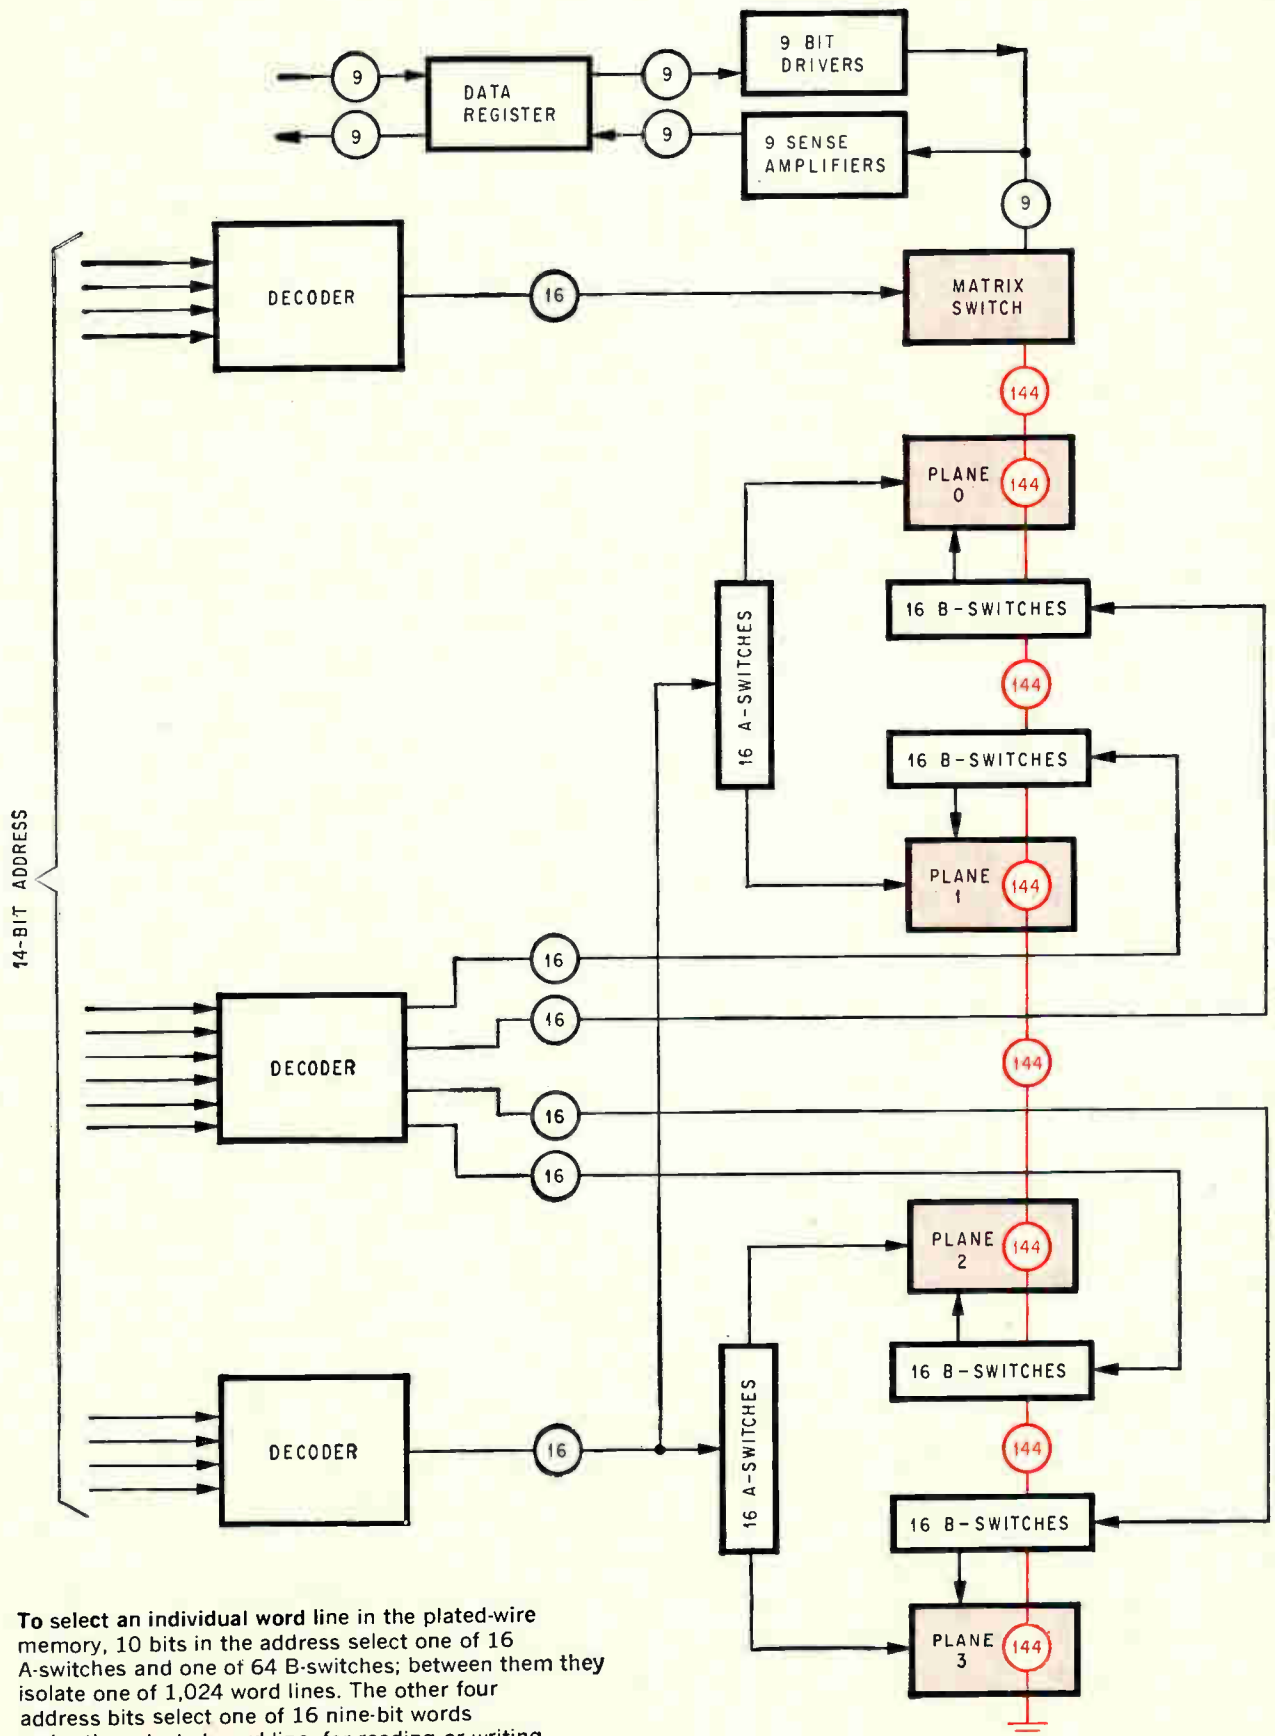 9 BIT
DRIVERS
9
9
DATA
REGISTER
9
9
9 SENSE
AMPLIFIERS
9
DECODER
16
MATRIX
SWITCH
144
PLANE
0
144
16 B-SWITCHES
16 A-SWITCHES
144
16 B-SWITCHES
PLANE
1
144
14-BIT ADDRESS
16
16
DECODER
144
16
16
PLANE
2
144
16 B-SWITCHES
DECODER
16
16 A-SWITCHES
144
16 B-SWITCHES
PLANE
3
144
To select an individual word line in the plated-wire
memory, 10 bits in the address select one of 16
A-switches and one of 64 B-switches; between them they
isolate one of 1,024 word lines. The other four
address bits select one of 16 nine-bit words